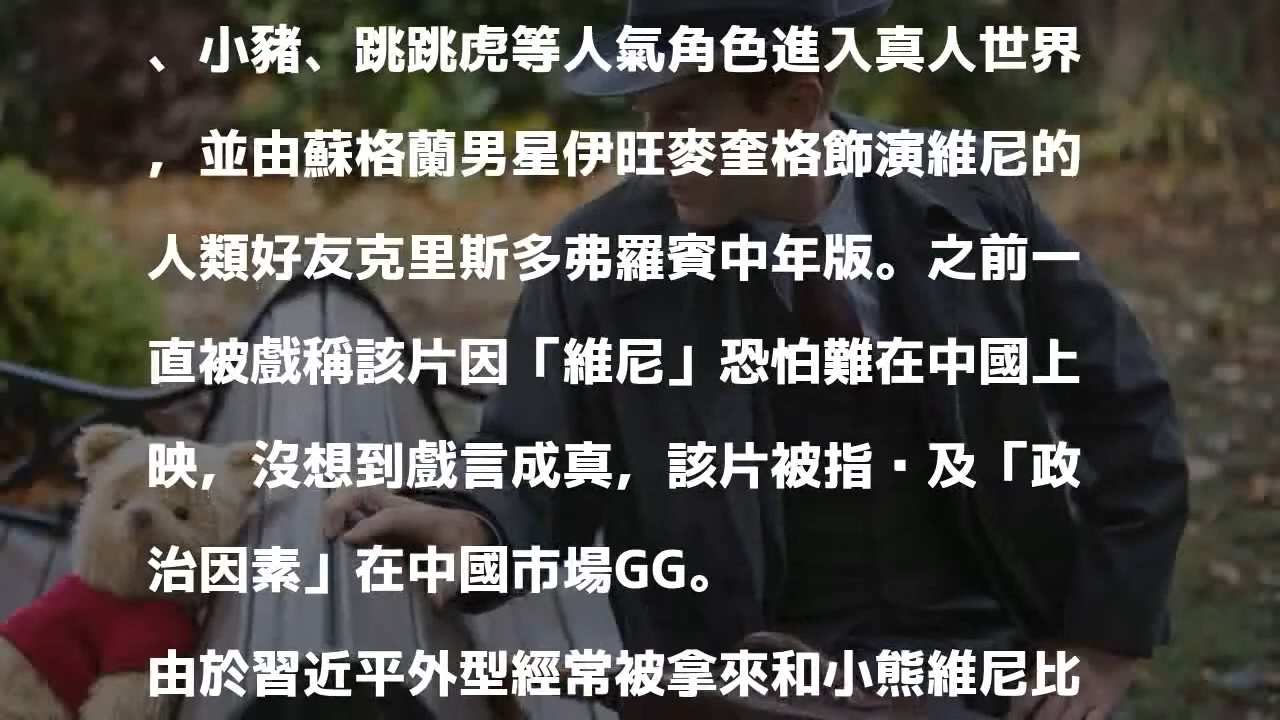 、小豬、跳跳虎等人氣角色進入真人世界
，並由蘇格蘭男星伊旺麥奎格飾演維尼的
人類好友克里斯多弗羅賓中年版。之前一
直被戲稱該片因「維尼」恐怕難在中國上
映，沒想到戲言成真，該片被指▪及「政
治因素」在中國市場GG。
由於習近平外型經常被拿來和小熊維尼比